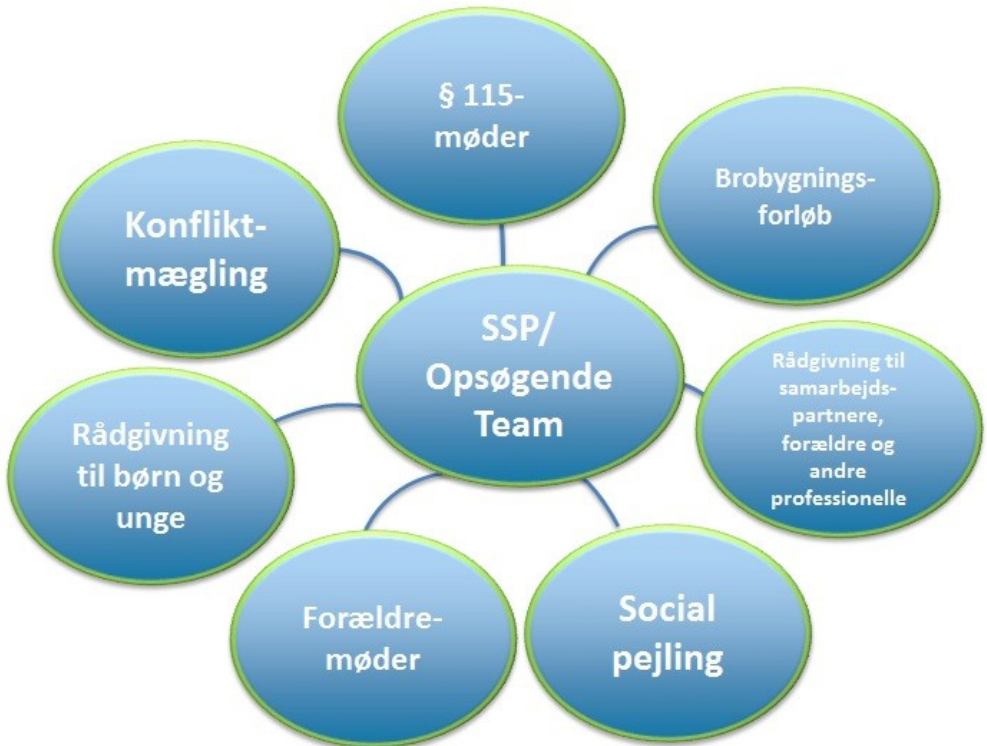 § 115-
møder
Brobygnings-
forløb
Konflikt-
mægling
SSP/
Opsøgende
Team
Rådgivning til
samarbejds-
partnere,
forældre og
andre
professionelle
Rådgivning
til børn og
unge
Forældre-
møder
Social
pejling